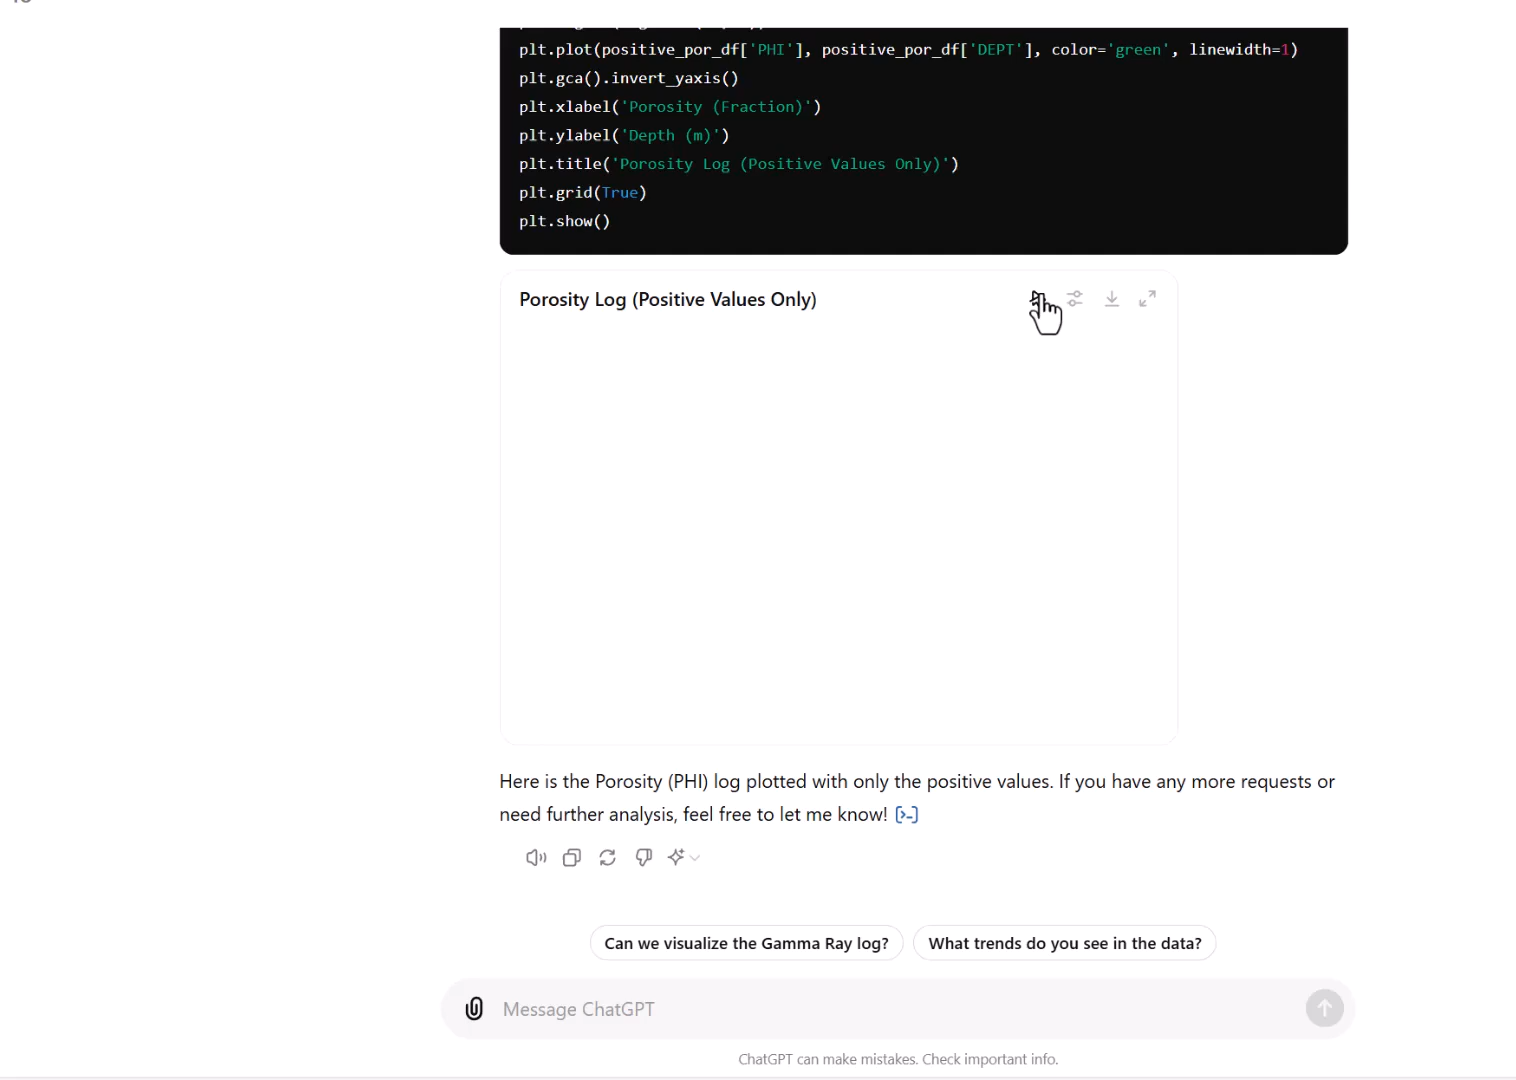 plt.plot(positive_por_df['PHI'], positive_por_df['DEPT'], color='green', linewidth=1)
plt.gca().invert_yaxis()
plt.xlabel('Porosity (Fraction)')
plt.ylabel('Depth (m)')
plt.title('Porosity Log (Positive Values Only)')
plt.grid(True)
plt.show()
Porosity Log (Positive Values Only)
Here is the Porosity (PHI) log plotted with only the positive values. If you have any more requests or
need further analysis, feel free to let me know! [>-]
Can we visualize the Gamma Ray log?
What trends do you see in the data?
Message ChatGPT
ChatGPT can make mistakes. Check important info.